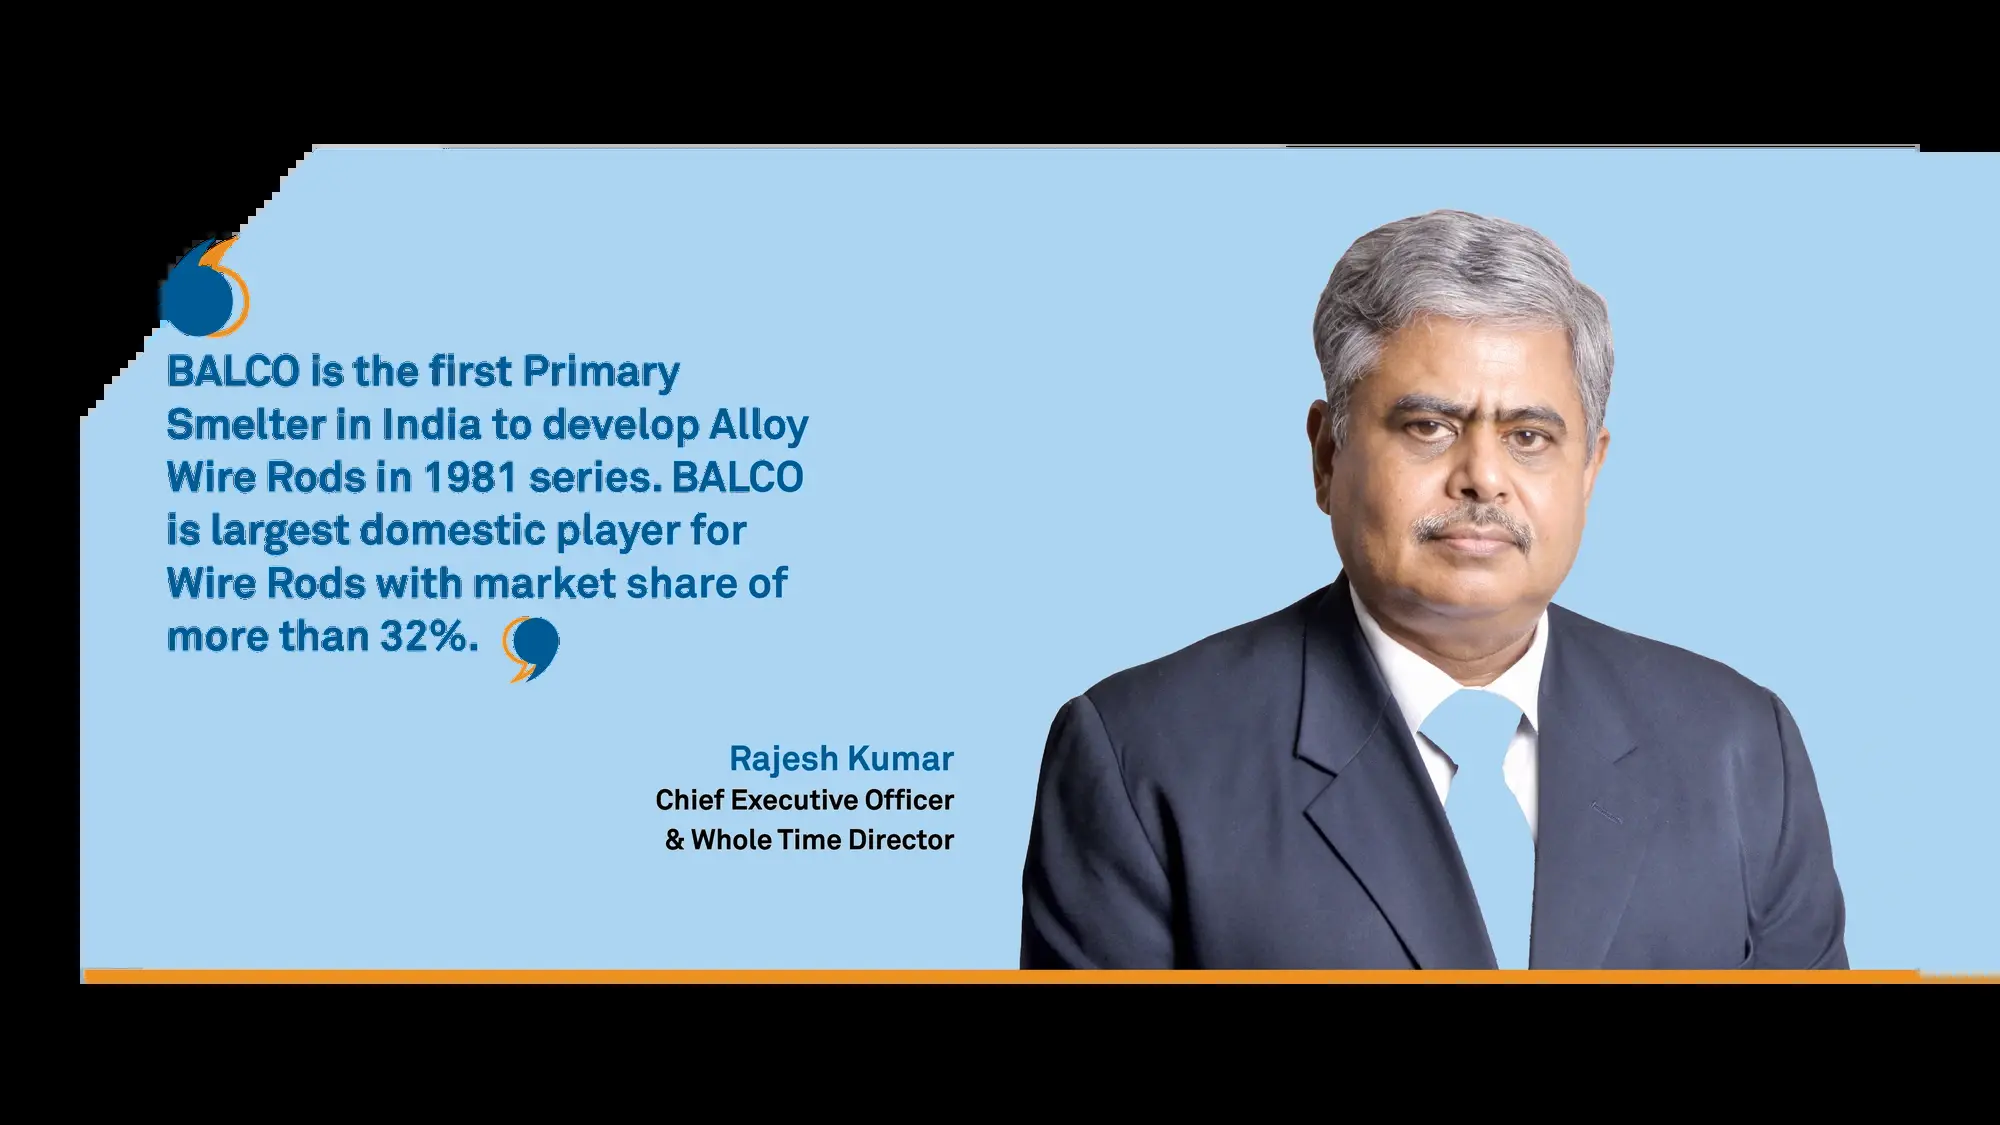 BALCO is the first Primary
Smelter in India to develop Alloy
Wire Rods in 1981 series. BALCO
is largest domestic player for
Wire Rods with market share of
more than 32%.
Rajesh Kumar
Chief Executive Officer
& Whole Time Director